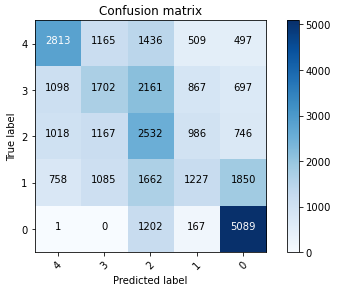 Confusion matrix
4 2813 1165 1436 509 497
3 1098 1702 2161 867 697
2 1018 1167 2532 986 746
1 758 1085 1662 1227 1850
0 1 0 1202 167 5089
4 3 2 1 0
True label
Predicted label
5000
4000
3000
2000
1000
0